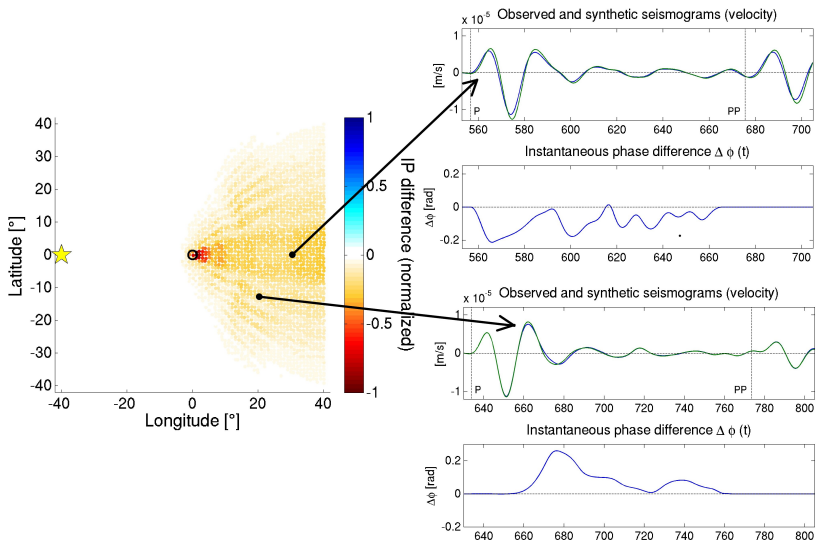 Observed and synthetic seismograms (velocity)
x 10⁻⁵
1
0
-1
[m/s]
P
PP
560 580 600 620 640 660 680 700
Instantaneous phase difference Δ ϕ (t)
0.2
0
-0.2
Δϕ [rad]
560 580 600 620 640 660 680 700
40
30
20
10
0
-10
-20
-30
-40
Latitude [°]
-40 -20 0 20 40
Longitude [°]
1
0.5
0
-0.5
-1
IP difference (normalized)
Observed and synthetic seismograms (velocity)
x 10⁻⁵
1
0
-1
[m/s]
P
PP
640 660 680 700 720 740 760 780 800
Instantaneous phase difference Δ ϕ (t)
0.2
0
-0.2
Δϕ [rad]
640 660 680 700 720 740 760 780 800